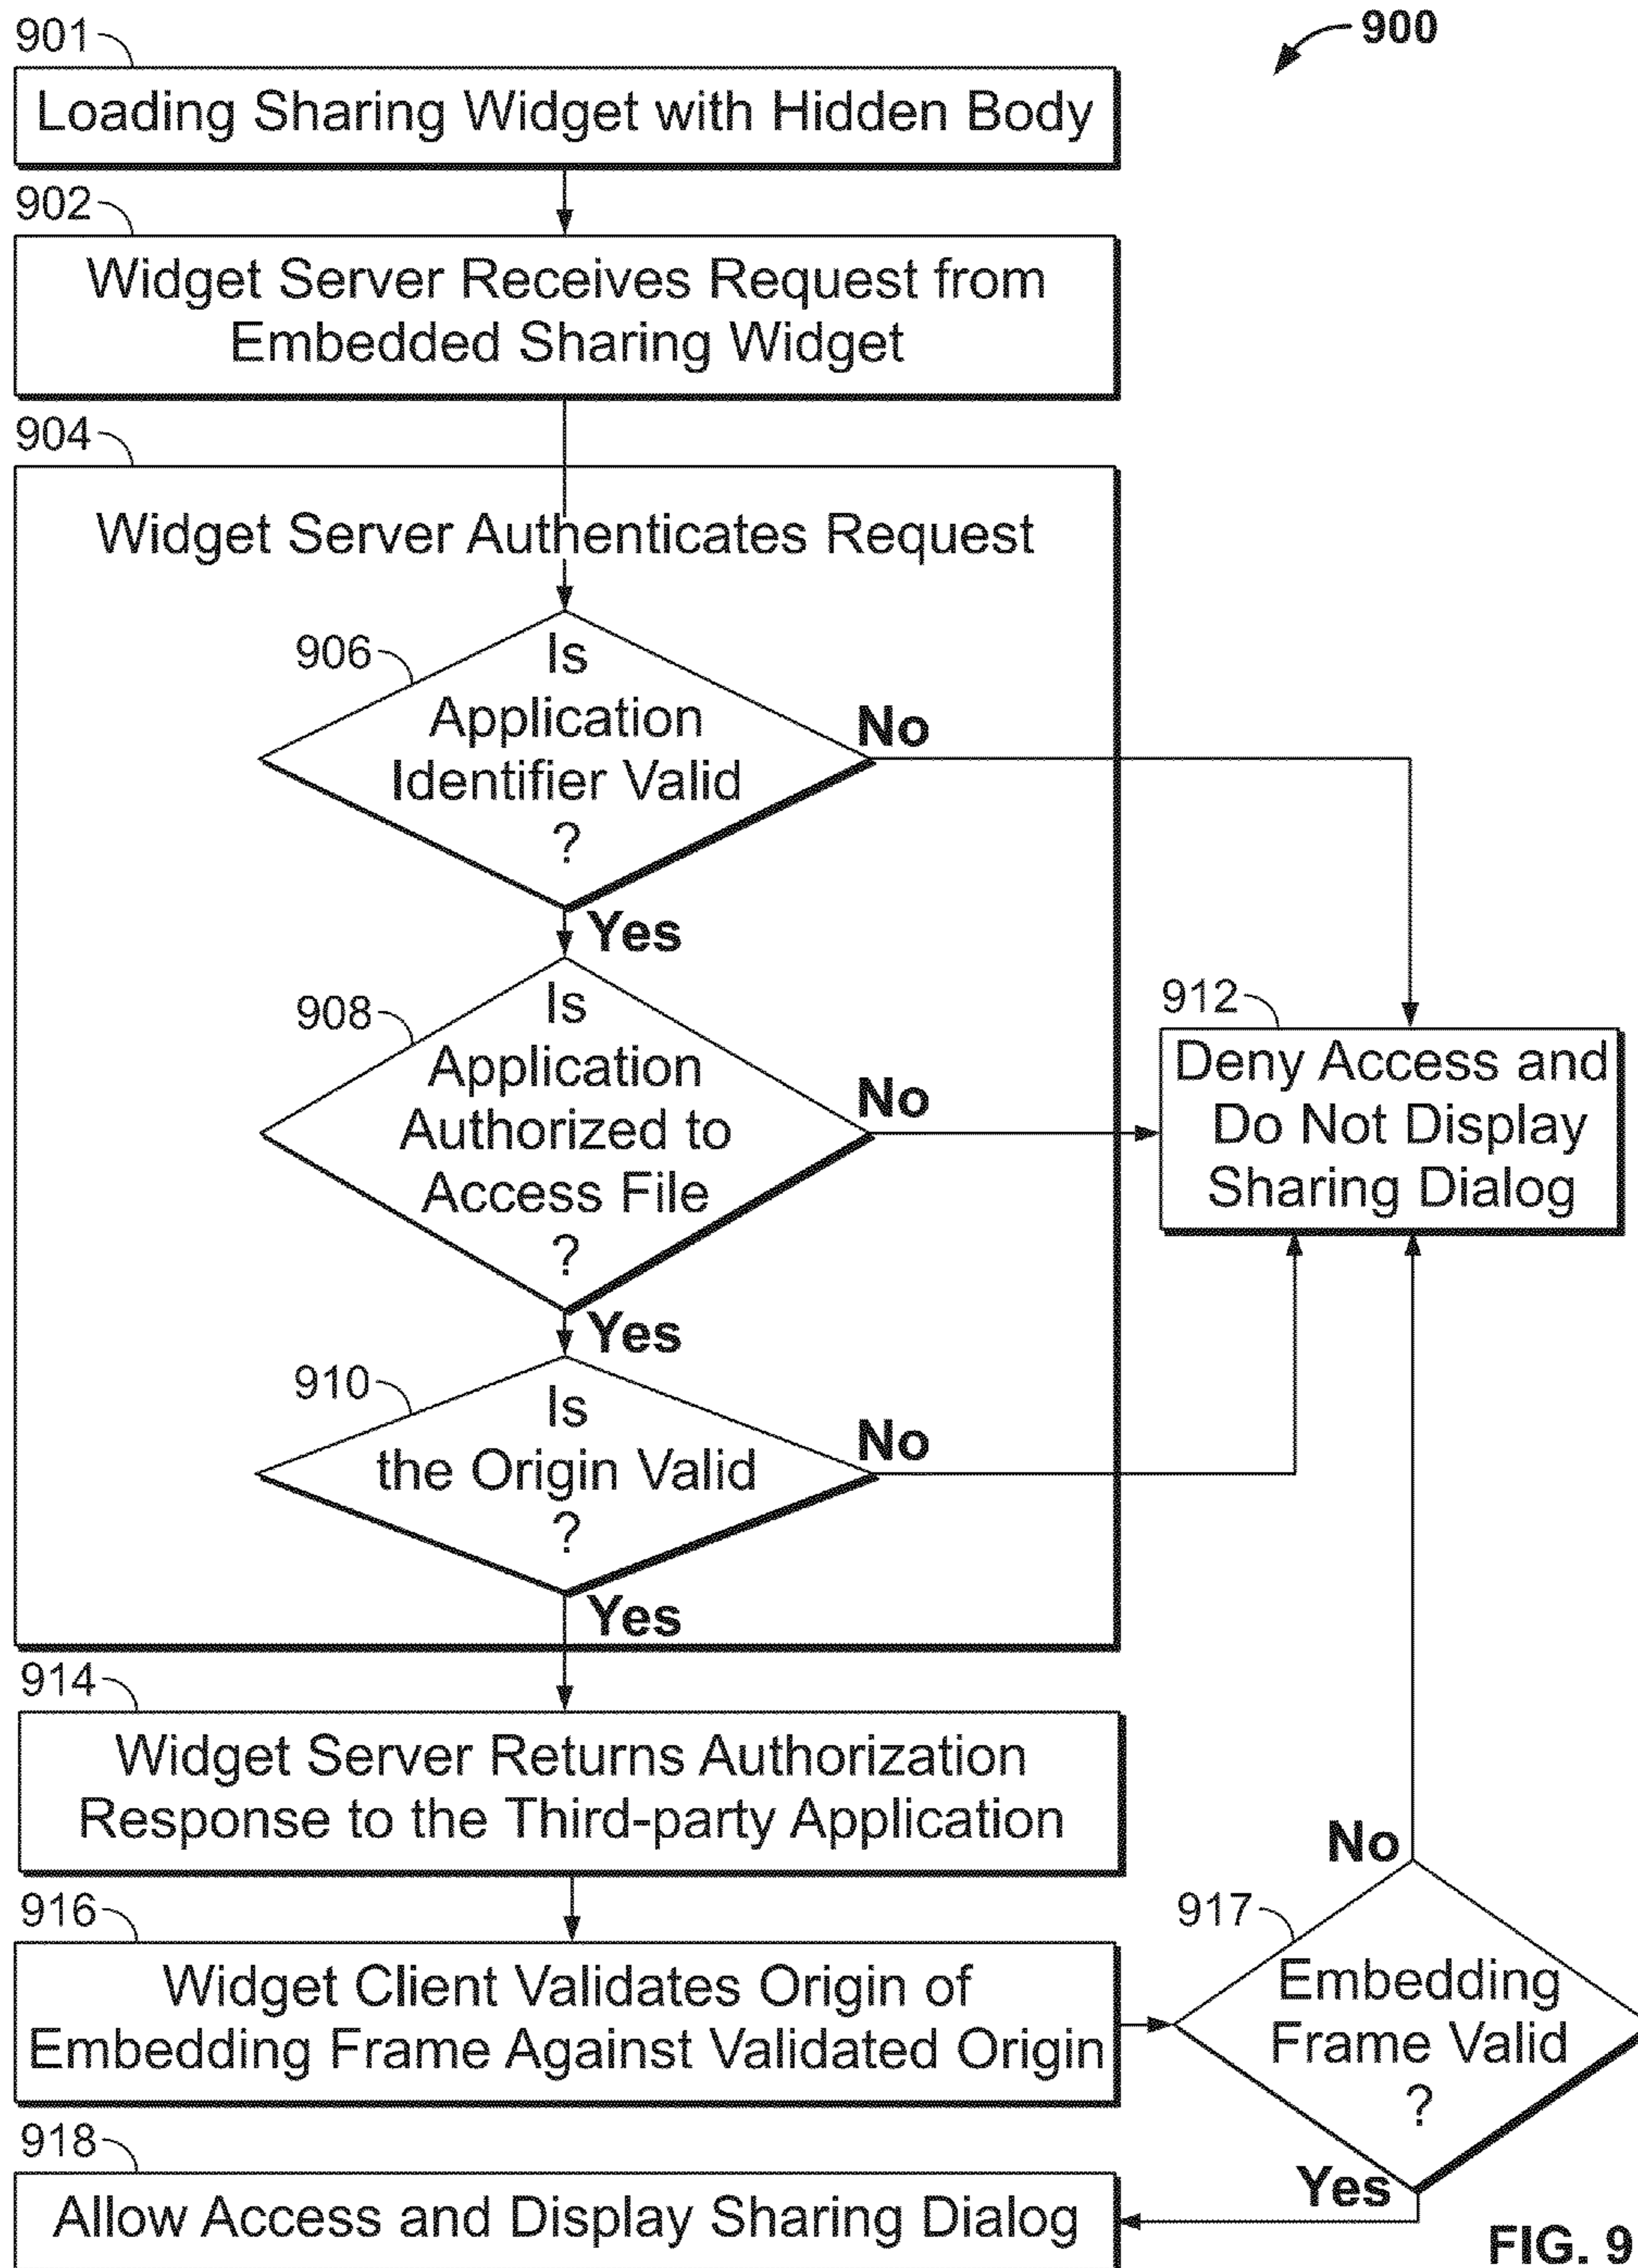 900
901
Loading Sharing Widget with Hidden Body
902
Widget Server Receives Request from
Embedded Sharing Widget
904
Widget Server Authenticates Request
906
Is
Application
Identifier Valid
?
No
Yes
908
Is
Application
Authorized to
Access File
?
No
Yes
912
Deny Access and
Do Not Display
Sharing Dialog
910
Is
the Origin Valid
?
No
Yes
914
Widget Server Returns Authorization
Response to the Third-party Application
916
Widget Client Validates Origin of
Embedding Frame Against Validated Origin
917
Embedding
Frame Valid
?
No
Yes
918
Allow Access and Display Sharing Dialog
FIG. 9